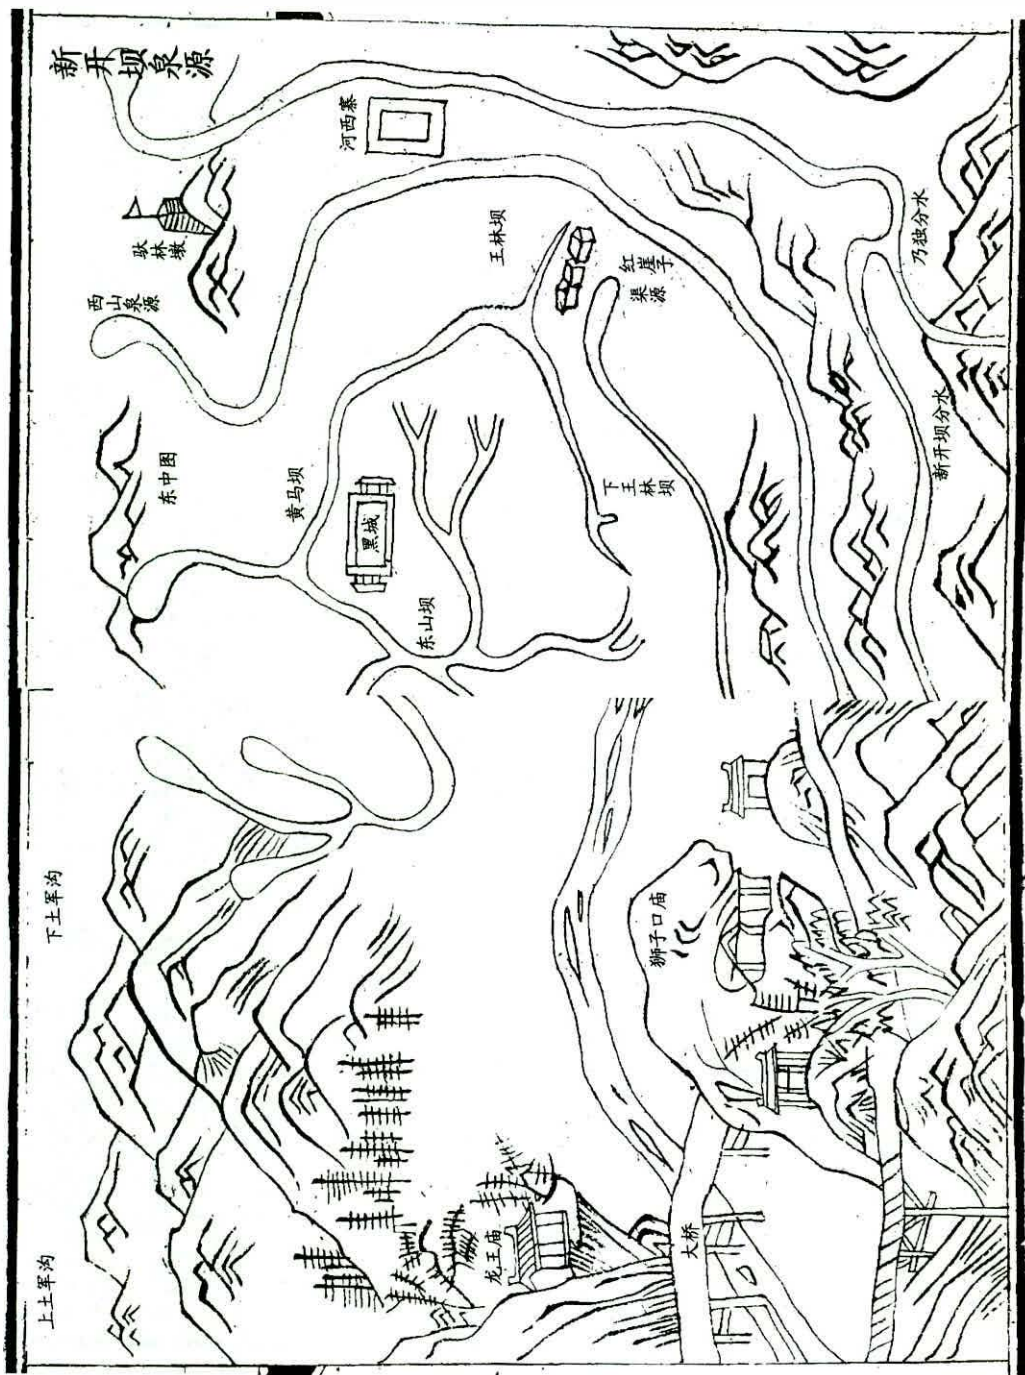 新开坝泉源
河西寨
驮林墩
西山泉源
王林坝
红崖子
渠源
乃独分水
东中图
黄马坝
黑城
东山坝
下王林坝
新开坝分水
下土军沟
狮子口庙
上土军沟
龙王庙
大桥